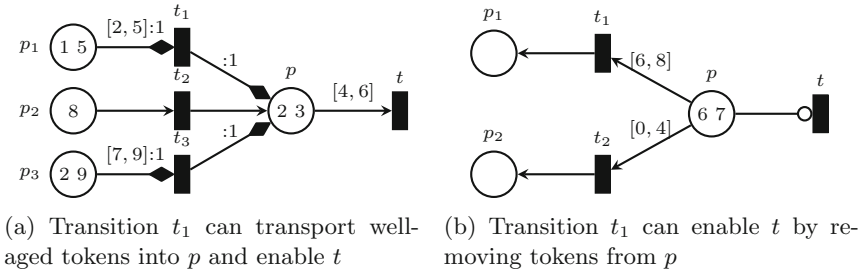 [2, 5]:1 t₁
p₁ 1 5
:1
t₂ p [4, 6] t
p₂ 8 2 3
:1
[7, 9]:1 t₃
p₃ 2 9
(a) Transition t₁ can transport well-
aged tokens into p and enable t
p₁ t₁
[6, 8]
p t
6 7
[0, 4]
p₂ t₂
(b) Transition t₁ can enable t by re-
moving tokens from p